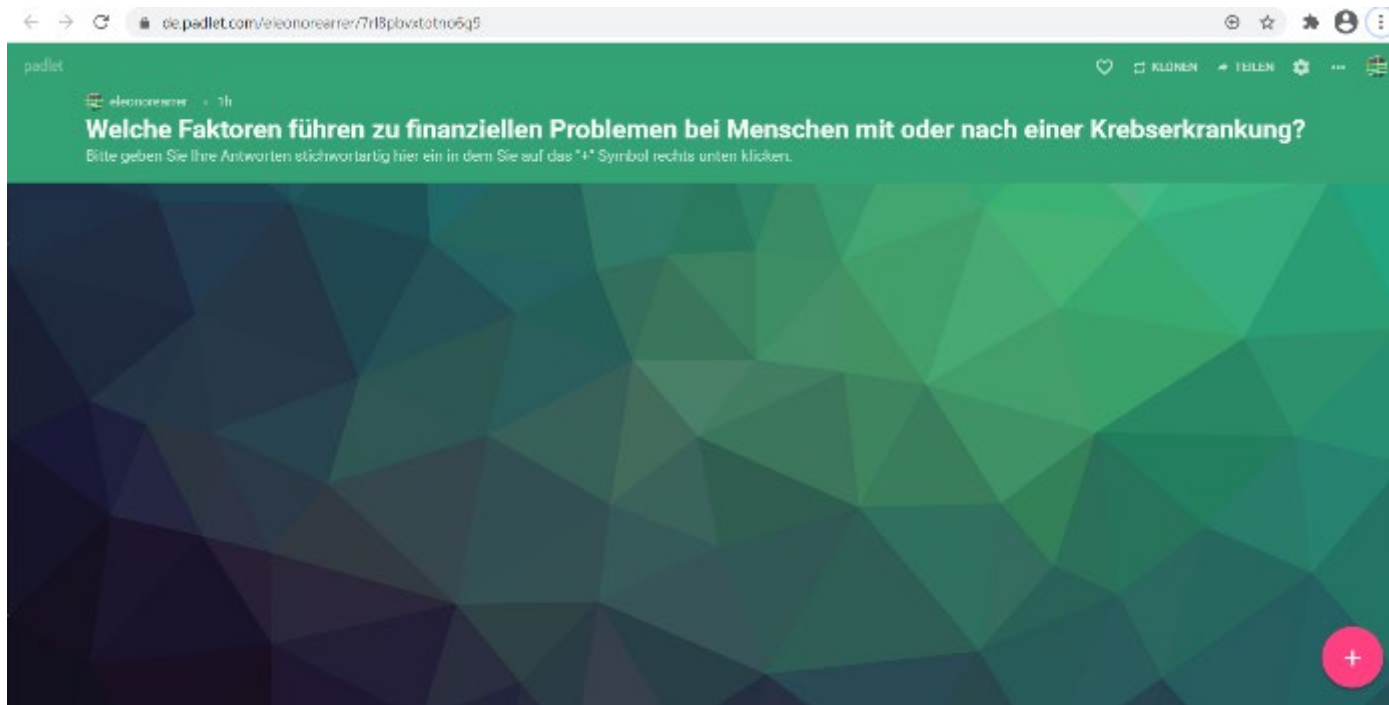 de.padlet.com/eleonorearrer/
padlet
KLONEN TEILEN
eleonorearrer 1h
Welche Faktoren führen zu finanziellen Problemen bei Menschen mit oder nach einer Krebserkrankung?
Bitte geben Sie Ihre Antworten stichwortartig hier ein in dem Sie auf das "+" Symbol rechts unten klicken.